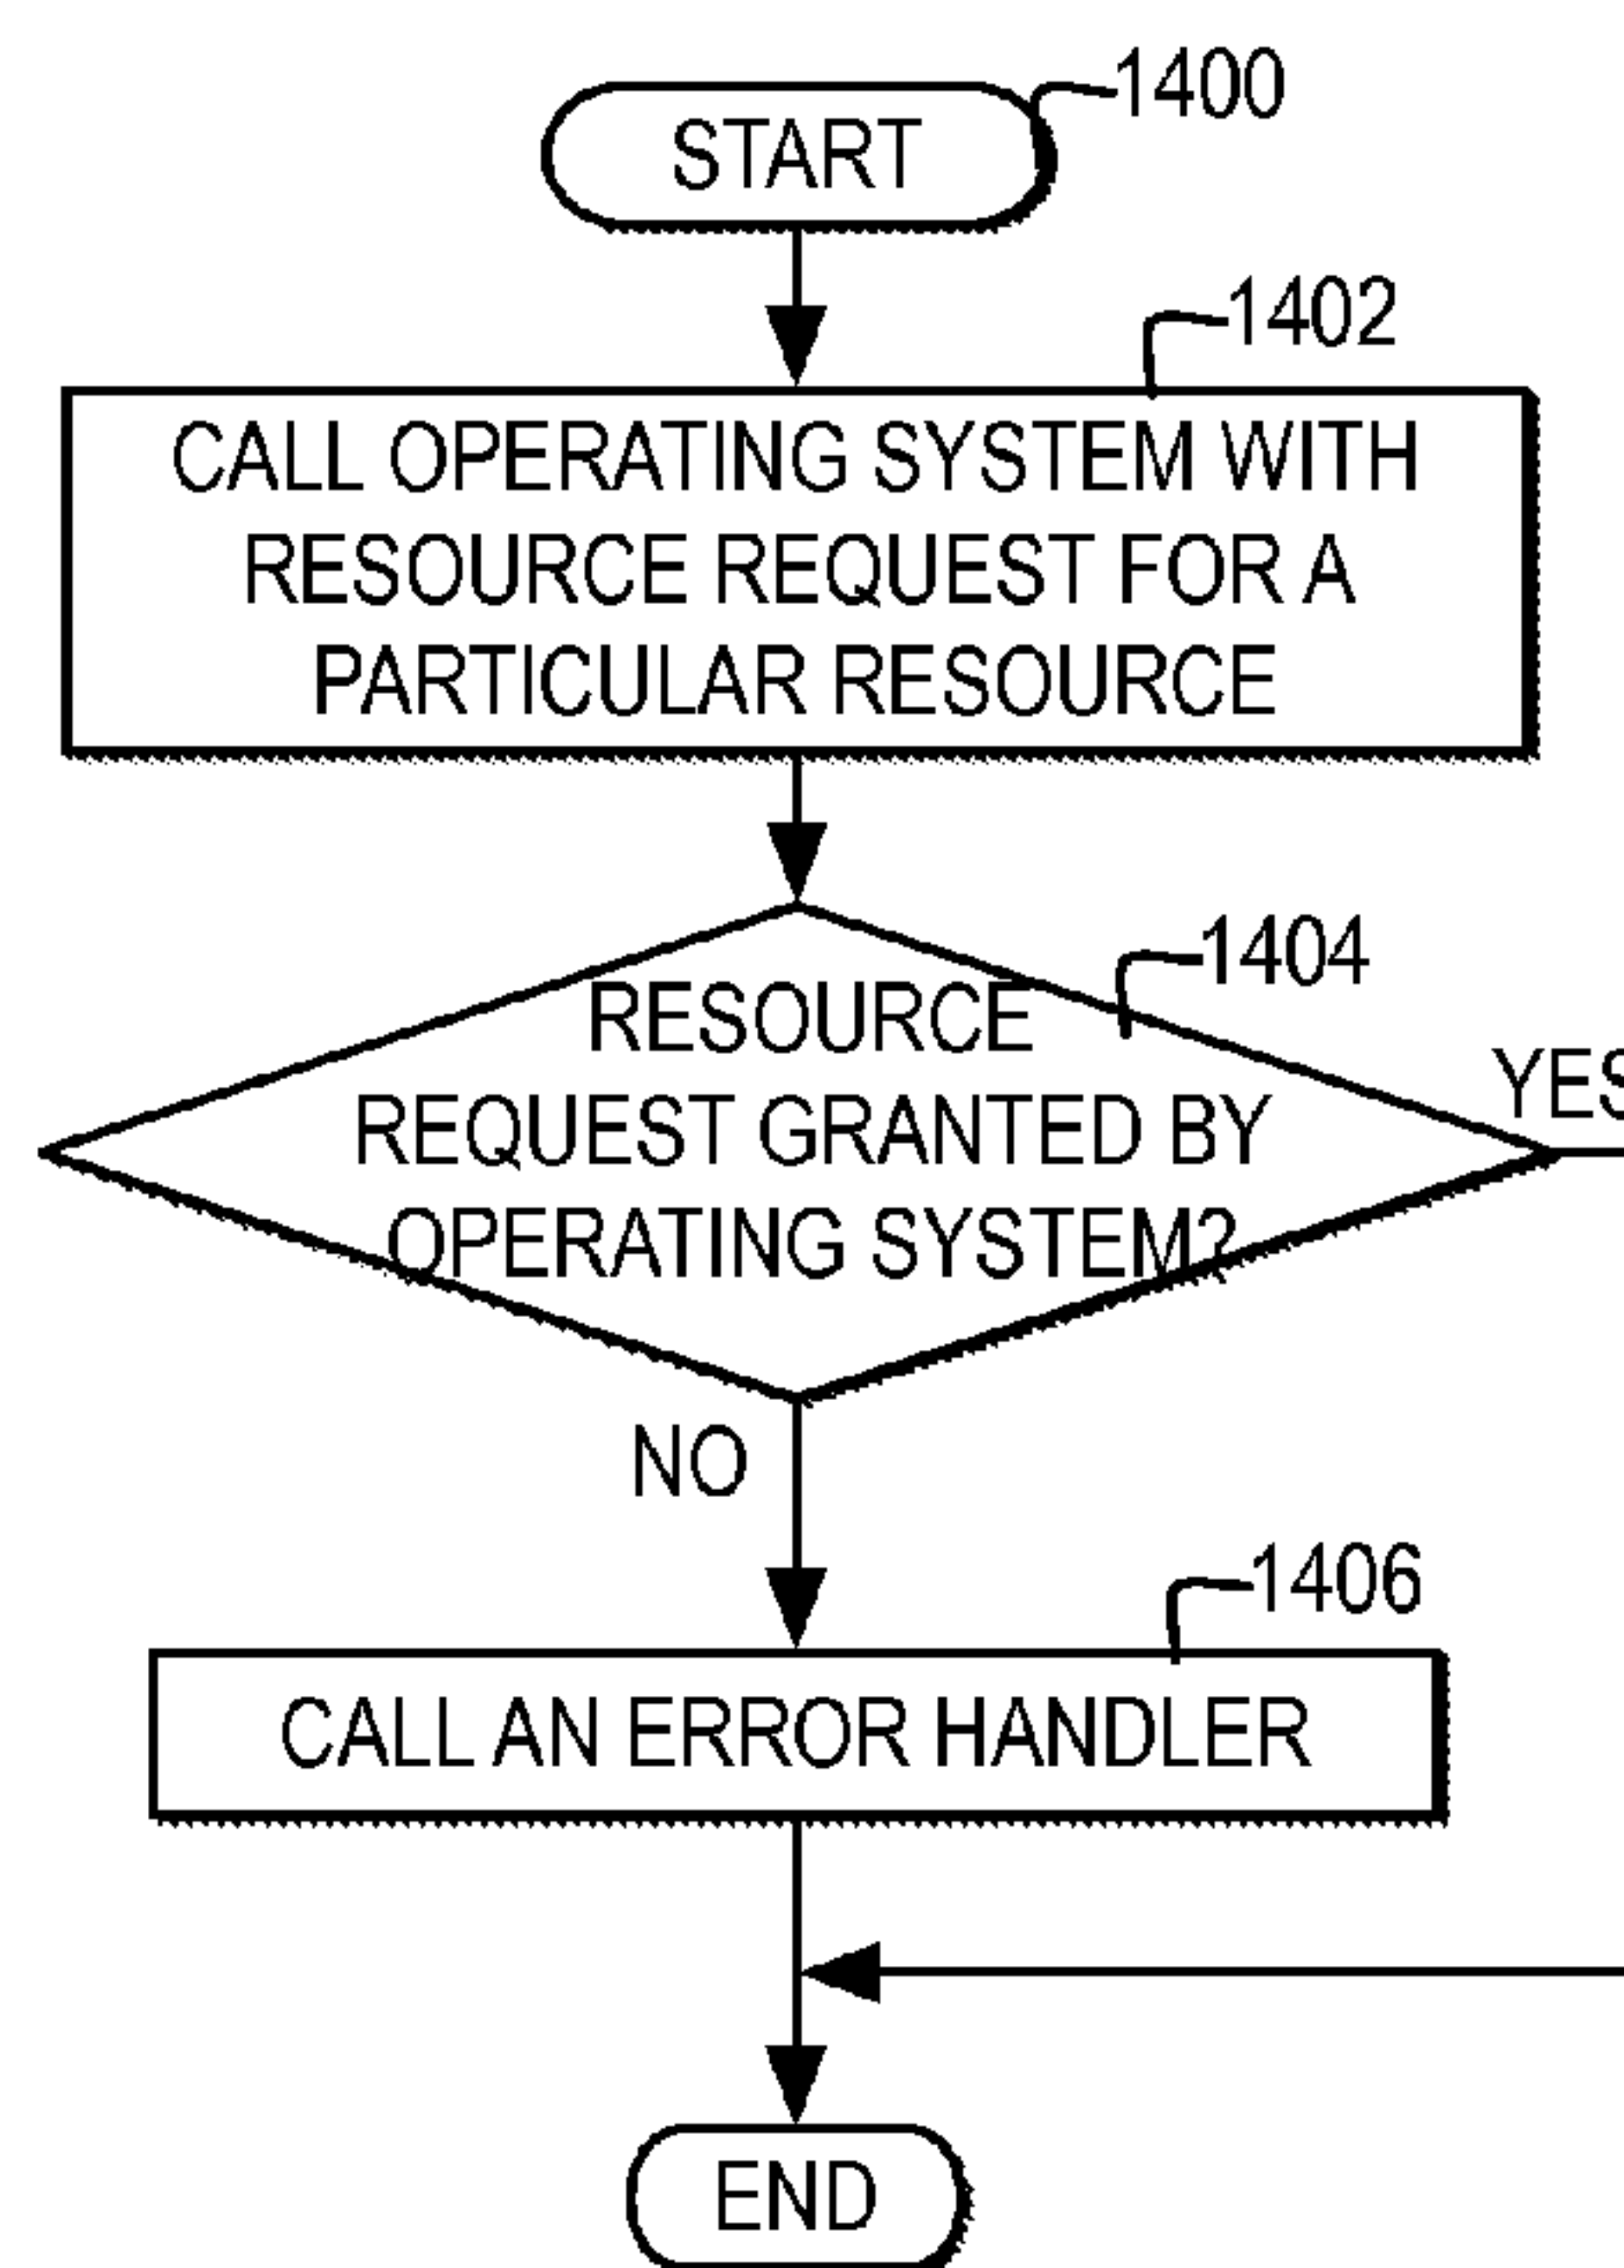 1400
START
1402
CALL OPERATING SYSTEM WITH
RESOURCE REQUEST FOR A
PARTICULAR RESOURCE
1404
RESOURCE
REQUEST GRANTED BY
OPERATING SYSTEM?
YES
NO
1406
CALL AN ERROR HANDLER
END